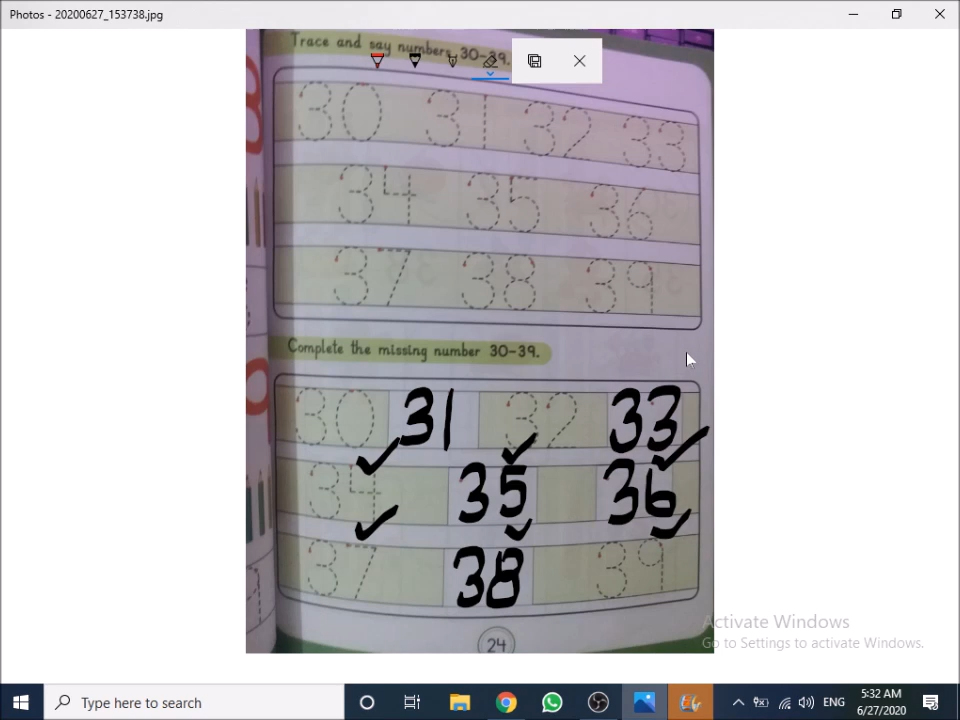 Photos - 20200627_153738.jpg
Trace and say numbers 30-39.
30 31 32 33
34 35 36
37 38 39
Complete the missing number 30-39.
30 31 32 33
34 35 36
37 38 39
24
Activate Windows
Go to Settings to activate Windows.
Type here to search
ENG
5:32 AM
6/27/2020